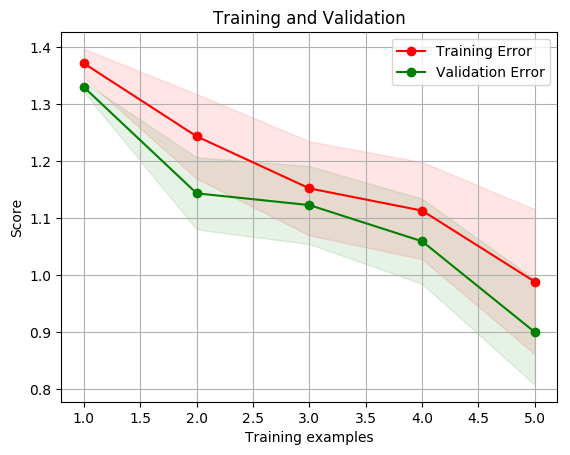 Training and Validation
Training Error
Validation Error
1.4
1.3
1.2
1.1
1.0
0.9
0.8
Score
1.0 1.5 2.0 2.5 3.0 3.5 4.0 4.5 5.0
Training examples